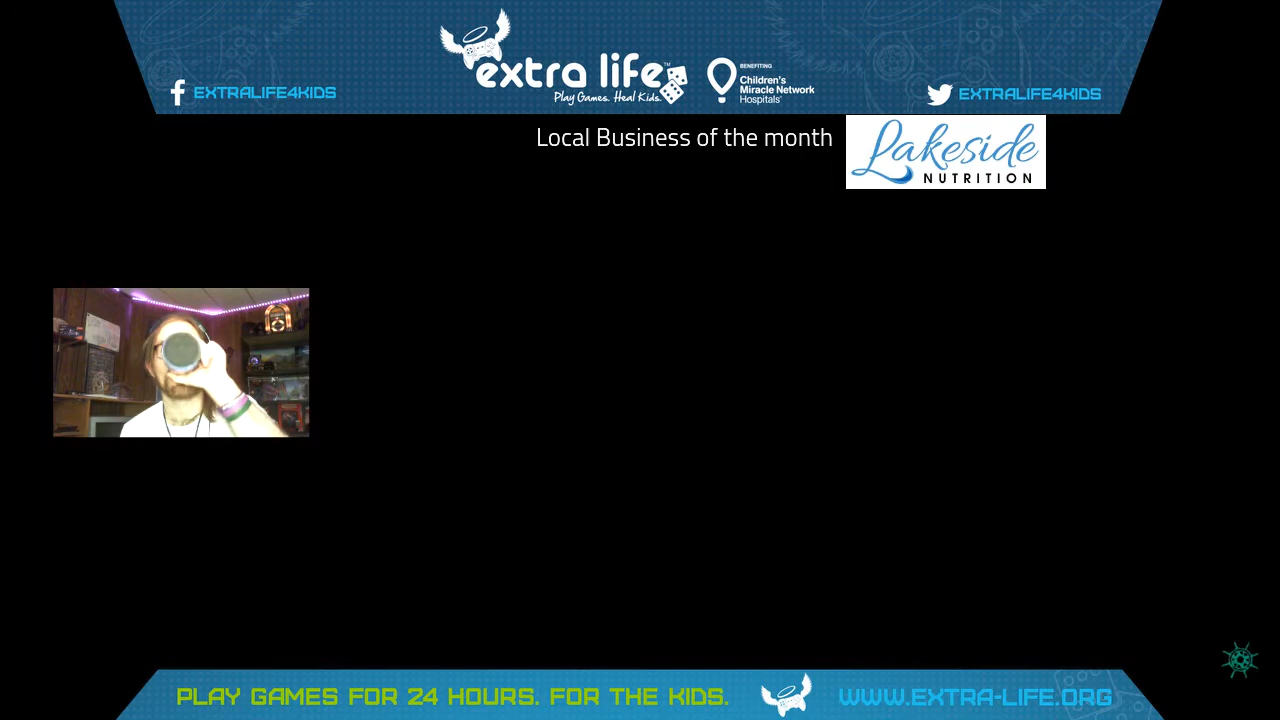 extra life™
Play Games. Heal Kids.
BENEFITING
Children's
Miracle Network
Hospitals
EXTRALIFE4KIDS
EXTRALIFE4KIDS
Local Business of the month
Lakeside
NUTRITION
PLAY GAMES FOR 24 HOURS. FOR THE KIDS.
WWW.EXTRA-LIFE.ORG